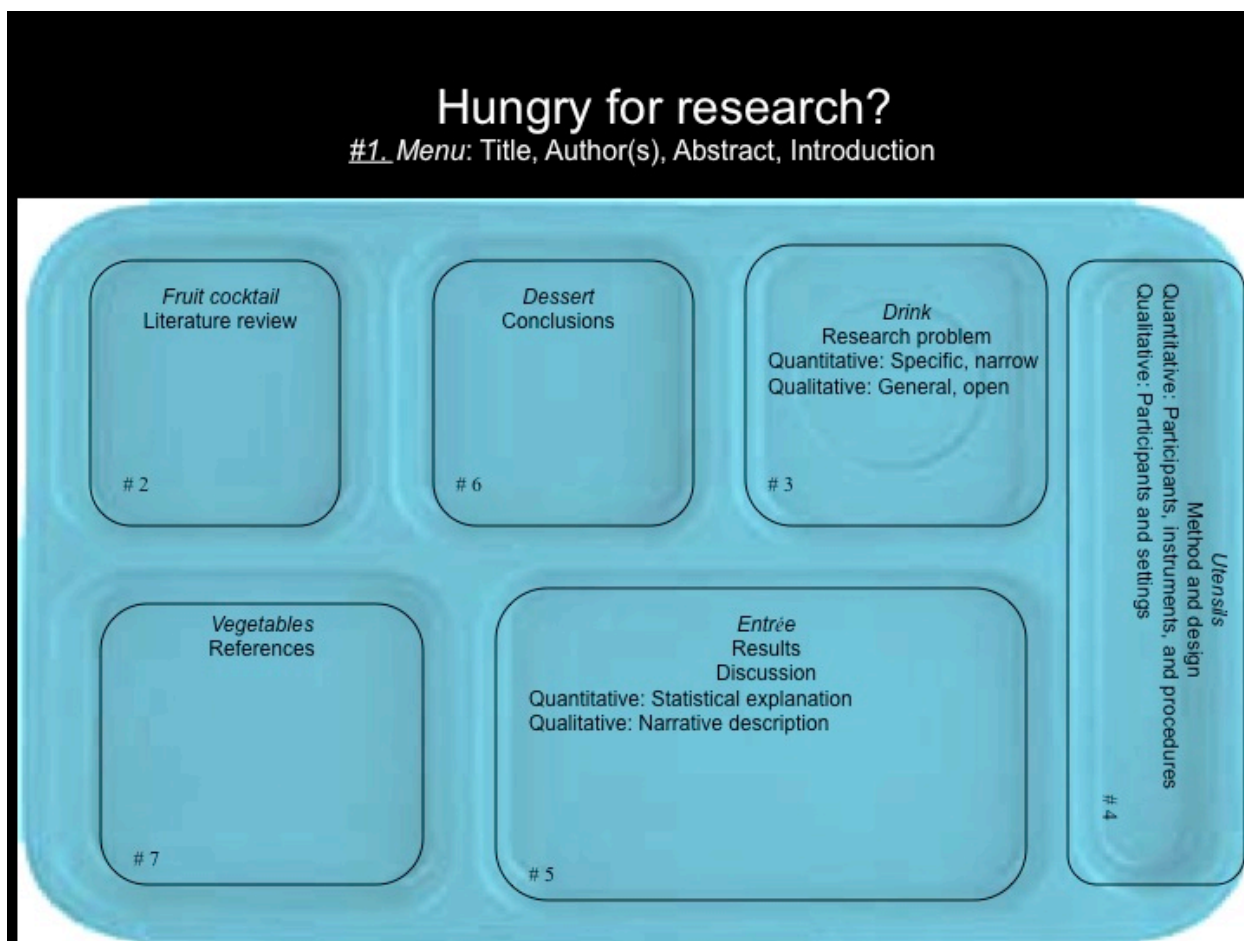 Hungry for research?
#1. Menu: Title, Author(s), Abstract, Introduction
Fruit cocktail
Literature review
# 2
Dessert
Conclusions
# 6
Drink
Research problem
Quantitative: Specific, narrow
Qualitative: General, open
# 3
Utensils
Method and design
Quantitative: Participants, instruments, and procedures
Qualitative: Participants and settings
# 4
Vegetables
References
# 7
Entrée
Results
Discussion
Quantitative: Statistical explanation
Qualitative: Narrative description
# 5